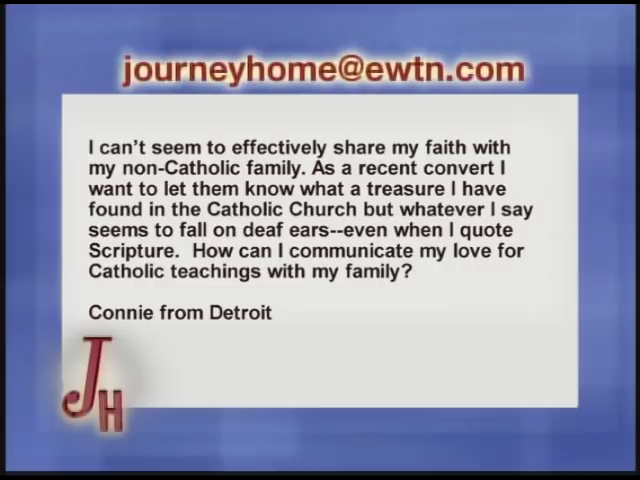 journeyhome@ewtn.com
I can't seem to effectively share my faith with
my non-Catholic family. As a recent convert I
want to let them know what a treasure I have
found in the Catholic Church but whatever I say
seems to fall on deaf ears--even when I quote
Scripture. How can I communicate my love for
Catholic teachings with my family?
Connie from Detroit
JH